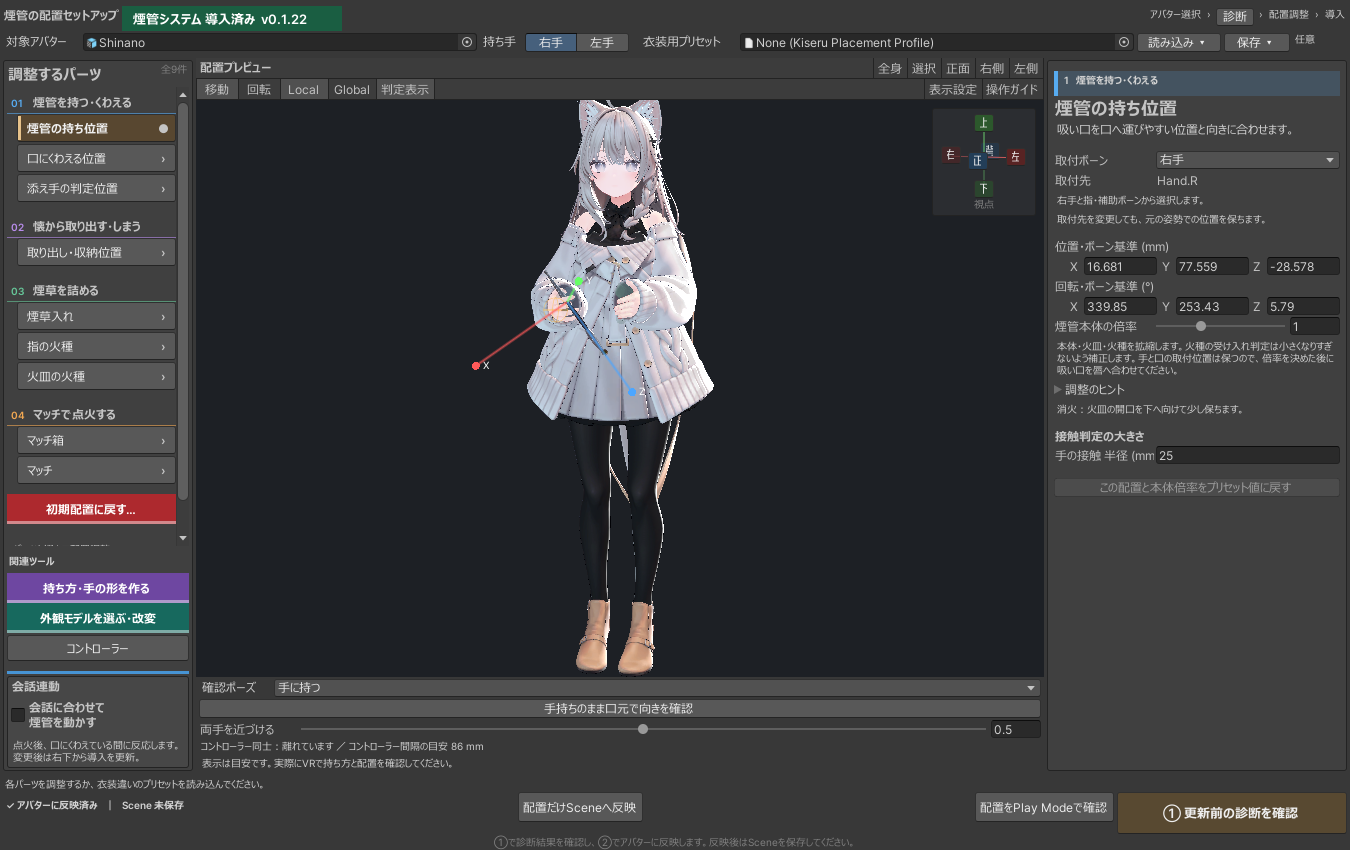 煙管の配置セットアップ 煙管システム 導入済み v0.1.22
アバター選択 › 診断 › 配置調整 › 導入
対象アバター Shinano 持ち手 右手 左手 衣装用プリセット None (Kiseru Placement Profile) 読み込み 保存 任意
調整するパーツ 全9件
01 煙管を持つ・くわえる
煙管の持ち位置
口にくわえる位置 ›
添え手の判定位置 ›
02 懐から取り出す・しまう
取り出し・収納位置 ›
03 煙草を詰める
煙草入れ ›
指の火種 ›
火皿の火種 ›
04 マッチで点火する
マッチ箱 ›
マッチ ›
初期配置に戻す...
関連ツール
持ち方・手の形を作る
外観モデルを選ぶ・改変
コントローラー
会話連動
会話に合わせて
煙管を動かす
点火後、口にくわえている間に反応します。
変更後は右下から導入を更新。
配置プレビュー 全身 選択 正面 右側 左側
移動 回転 Local Global 判定表示 表示設定 操作ガイド
上
右 正 背 左
下
視点
X
Z
確認ポーズ 手に持つ
手持ちのまま口元で向きを確認
両手を近づける 0.5
コントローラー同士：離れています ／ コントローラー間隔の目安 86 mm
表示は目安です。実際にVRで持ち方と配置を確認してください。
1 煙管を持つ・くわえる
煙管の持ち位置
吸い口を口へ運びやすい位置と向きに合わせます。
取付ボーン 右手
取付先 Hand.R
右手と指・補助ボーンから選択します。
取付先を変更しても、元の姿勢での位置を保ちます。
位置・ボーン基準 (mm)
X 16.681 Y 77.559 Z -28.578
回転・ボーン基準 (°)
X 339.85 Y 253.43 Z 5.79
煙管本体の倍率 1
本体・火皿・火種を拡縮します。火種の受け入れ判定は小さくなりすぎ
ないよう補正します。手と口の取付位置は保つので、倍率を決めた後に
吸い口を唇へ合わせてください。
調整のヒント
消火：火皿の開口を下へ向けて少し保ちます。
接触判定の大きさ
手の接触 半径 (mm 25
この配置と本体倍率をプリセット値に戻す
各パーツを調整するか、衣装違いのプリセットを読み込んでください。
✓ アバターに反映済み | Scene 未保存
配置だけSceneへ反映 配置をPlay Modeで確認 ① 更新前の診断を確認
①で診断結果を確認し、②でアバターに反映します。反映後はSceneを保存してください。